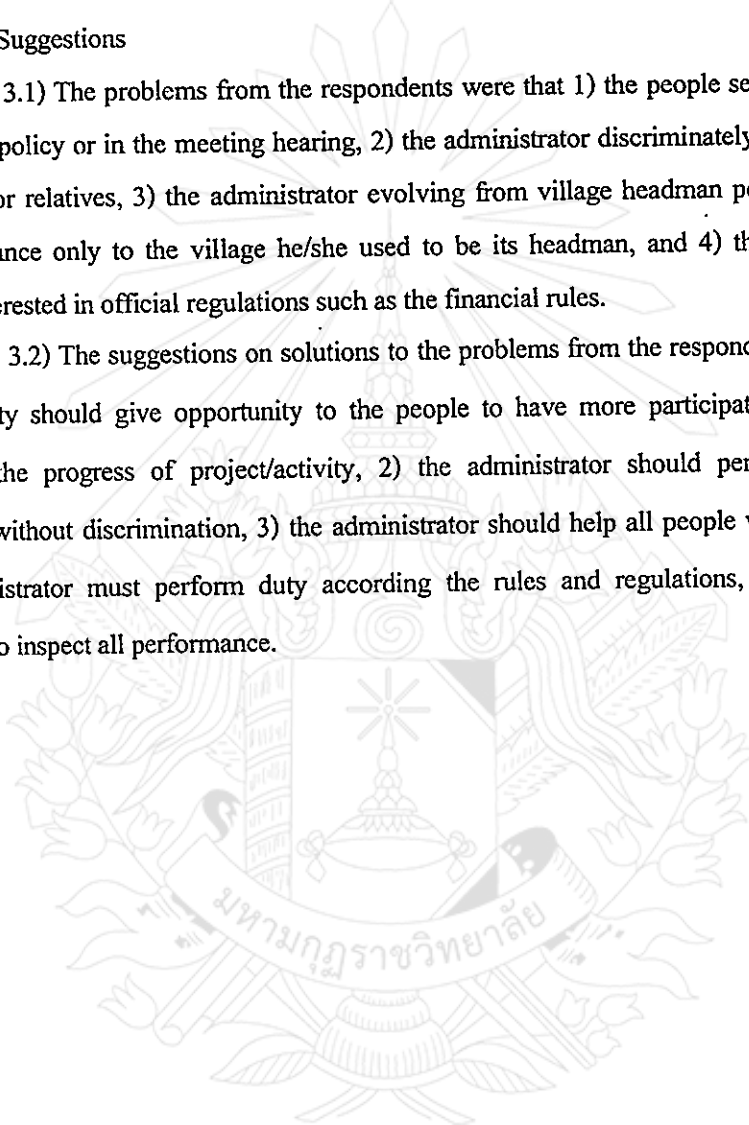 Suggestions
3.1) The problems from the respondents were that 1) the people se
policy or in the meeting hearing, 2) the administrator discriminately
or relatives, 3) the administrator evolving from village headman pe
ance only to the village he/she used to be its headman, and 4) th
erested in official regulations such as the financial rules.
3.2) The suggestions on solutions to the problems from the respond
ty should give opportunity to the people to have more participat
the progress of project/activity, 2) the administrator should per
without discrimination, 3) the administrator should help all people
istrator must perform duty according the rules and regulations,
o inspect all performance.
มหามกุฏราชวิทยาลัย